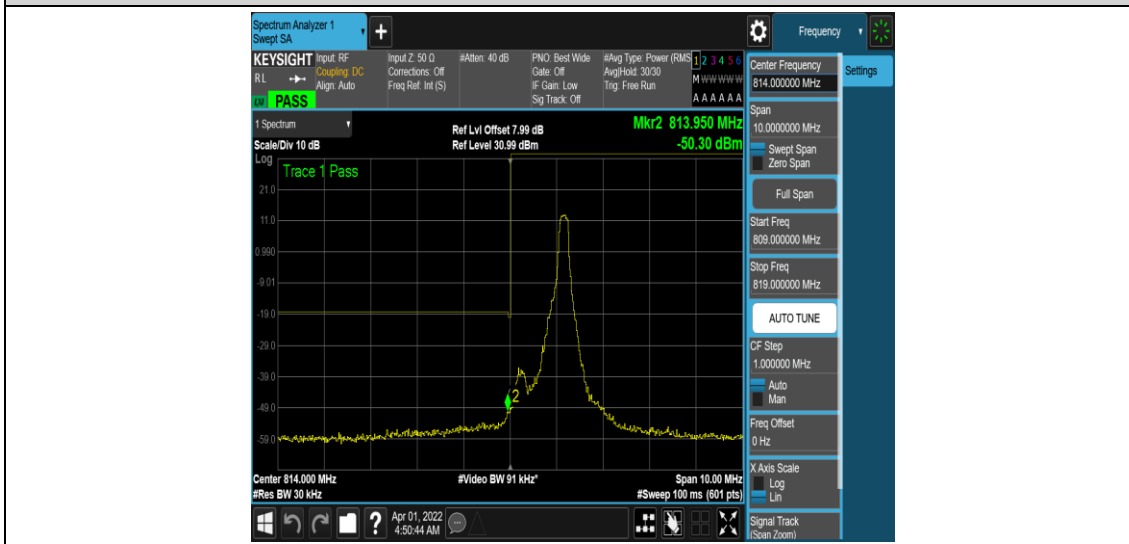 Spectrum Analyzer 1
Swept SA
+
Frequency
KEYSIGHT
RL
LXI
PASS
Input: RF
Coupling: DC
Align: Auto
Input Z: 50 Ω
Corrections: Off
Freq Ref: Int (S)
#Atten: 40 dB
PNO: Best Wide
Gate: Off
IF Gain: Low
Sig Track: Off
#Avg Type: Power (RMS
Avg|Hold: 30/30
Trig: Free Run
1 2 3 4 5 6
M W W W W W
A A A A A A
1 Spectrum
Scale/Div 10 dB
Ref Lvl Offset 7.99 dB
Ref Level 30.99 dBm
Mkr2 813.950 MHz
-50.30 dBm
Log
Trace 1 Pass
21.0
11.0
0.990
-9.01
-19.0
-29.0
-39.0
-49.0
-59.0
2
Center 814.000 MHz
#Res BW 30 kHz
#Video BW 91 kHz*
Span 10.00 MHz
#Sweep 100 ms (601 pts)
?
Apr 01, 2022
4:50:44 AM
Center Frequency
814.000000 MHz
Settings
Span
10.0000000 MHz
Swept Span
Zero Span
Full Span
Start Freq
809.000000 MHz
Stop Freq
819.000000 MHz
AUTO TUNE
CF Step
1.000000 MHz
Auto
Man
Freq Offset
0 Hz
X Axis Scale
Log
Lin
Signal Track
(Span Zoom)